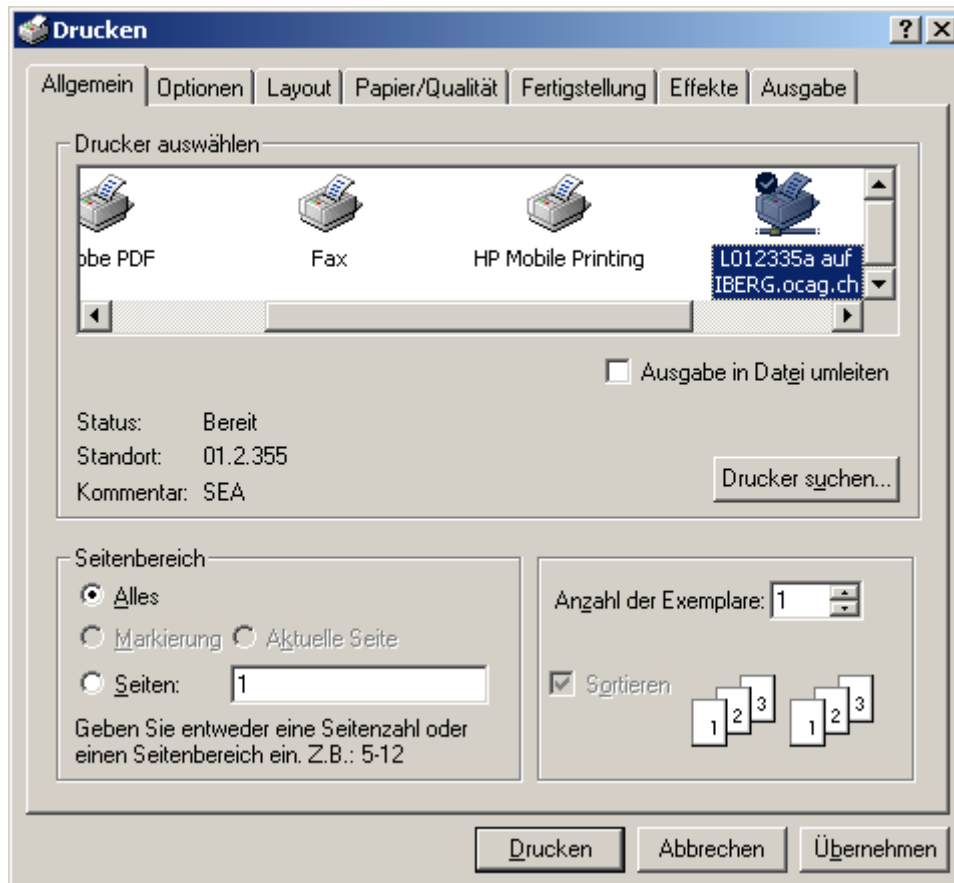 Drucken
Allgemein Optionen Layout Papier/Qualität Fertigstellung Effekte Ausgabe
Drucker auswählen
obe PDF Fax HP Mobile Printing L012335a auf
IBERG.ocag.ch
Ausgabe in Datei umleiten
Status: Bereit
Standort: 01.2.355
Kommentar: SEA
Drucker suchen...
Seitenbereich
Alles
Markierung Aktuelle Seite
Seiten: 1
Geben Sie entweder eine Seitenzahl oder
einen Seitenbereich ein. Z.B.: 5-12
Anzahl der Exemplare: 1
Sortieren
1 2 3 1 2 3
Drucken Abbrechen Übernehmen